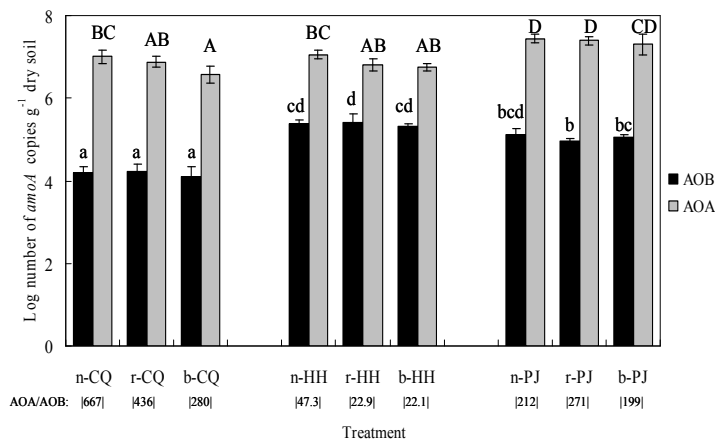 8
6
4
2
0
Log number of amoA copies g⁻¹ dry soil
BC
AB
A
a
a
a
BC
AB
AB
cd
d
cd
D
D
CD
bcd
b
bc
AOB
AOA
n-CQ r-CQ b-CQ n-HH r-HH b-HH n-PJ r-PJ b-PJ
AOA/AOB: |667| |436| |280| |47.3| |22.9| |22.1| |212| |271| |199|
Treatment